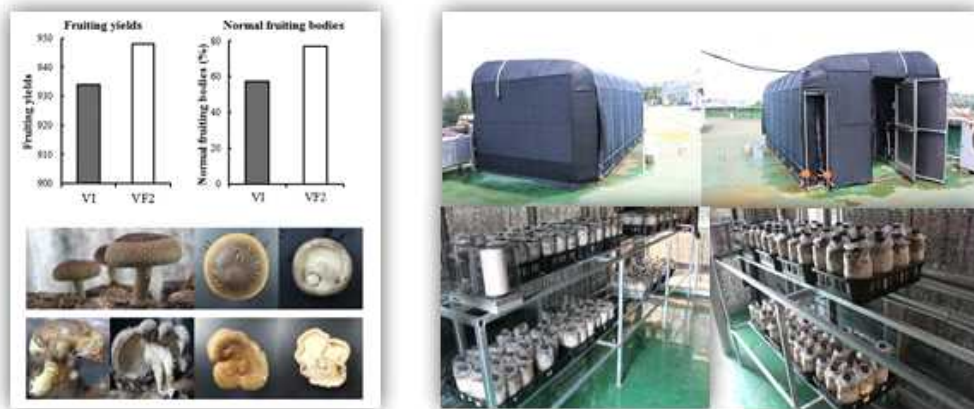 Fruiting yields
Fruiting yields
950
940
930
920
910
900
VI
VF2
Normal fruiting bodies
Normal fruiting bodies (%)
80
60
40
20
0
VI
VF2